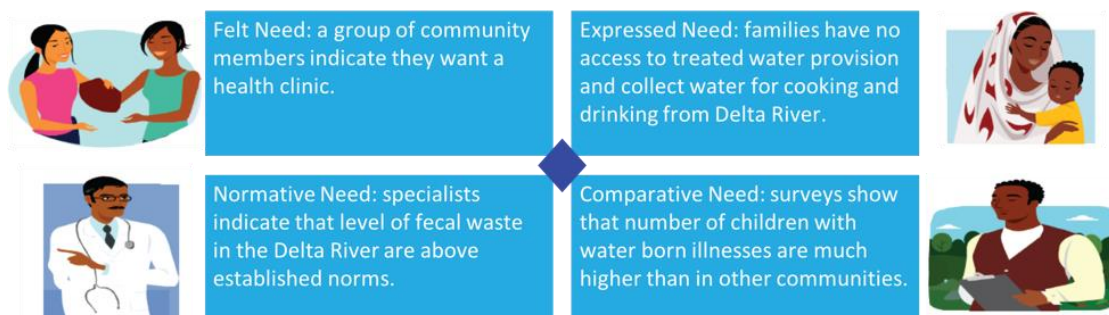 Felt Need: a group of community
members indicate they want a
health clinic.
Expressed Need: families have no
access to treated water provision
and collect water for cooking and
drinking from Delta River.
Normative Need: specialists
indicate that level of fecal waste
in the Delta River are above
established norms.
Comparative Need: surveys show
that number of children with
water born illnesses are much
higher than in other communities.